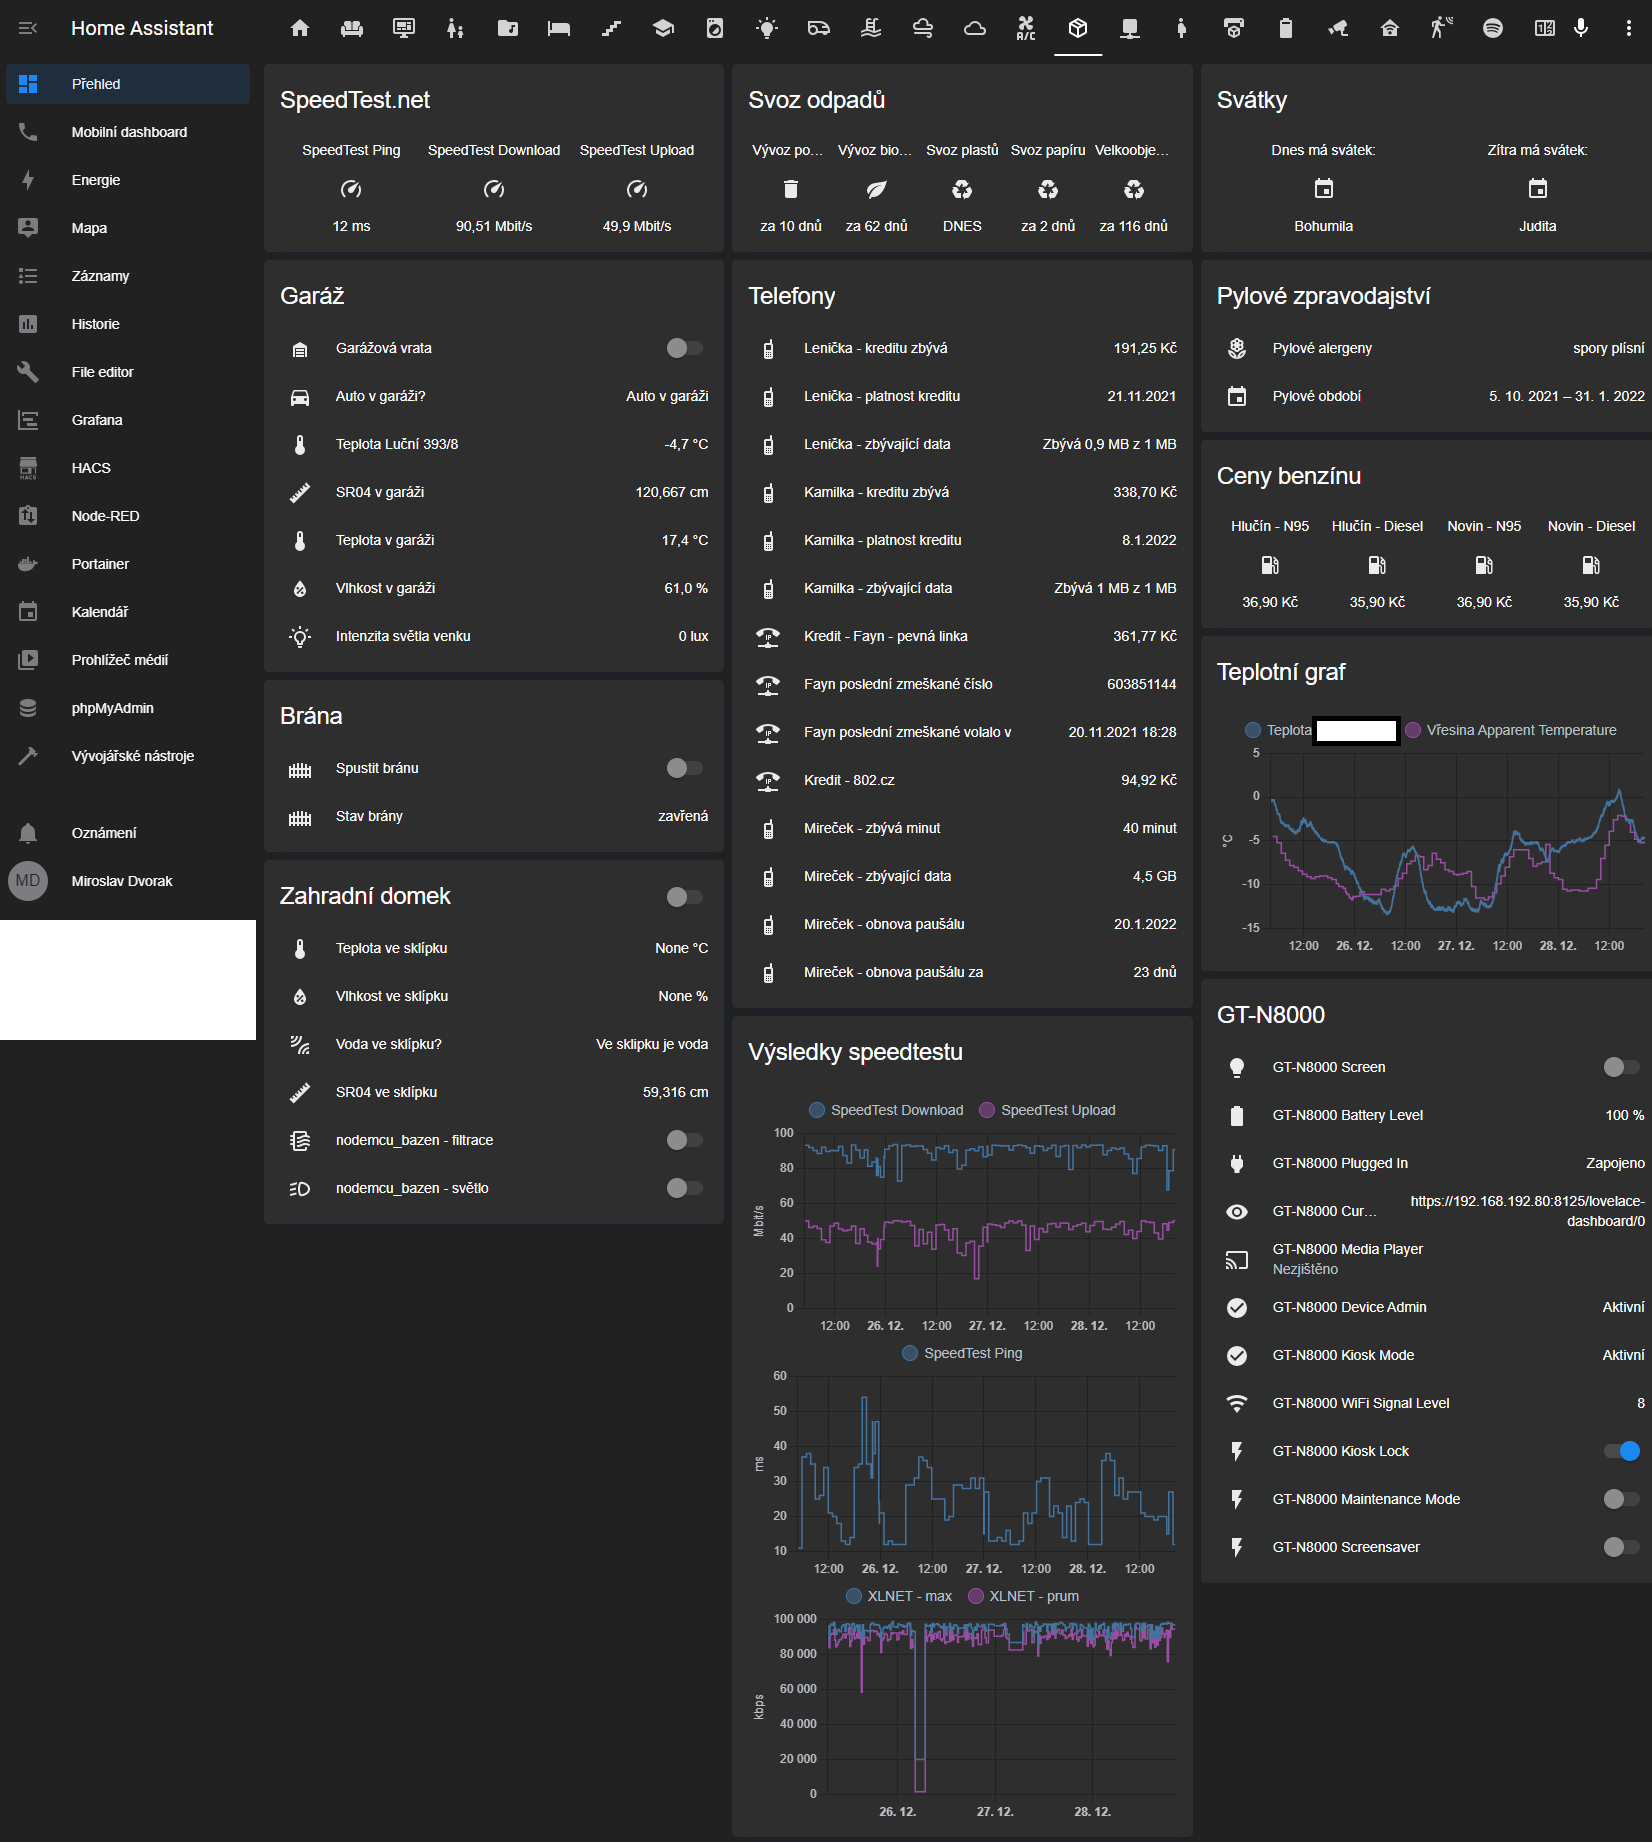 Home Assistant
A/C
Přehled
Mobilní dashboard
Energie
Mapa
Záznamy
Historie
File editor
Grafana
HACS
HACS
Node-RED
Portainer
Kalendář
Prohlížeč médií
phpMyAdmin
Vývojářské nástroje
Oznámení
MD Miroslav Dvorak
SpeedTest.net
SpeedTest Ping SpeedTest Download SpeedTest Upload
12 ms 90,51 Mbit/s 49,9 Mbit/s
Garáž
Garážová vrata
Auto v garáži? Auto v garáži
Teplota Luční 393/8 -4,7 °C
SR04 v garáži 120,667 cm
Teplota v garáži 17,4 °C
Vlhkost v garáži 61,0 %
Intenzita světla venku 0 lux
Brána
Spustit bránu
Stav brány zavřená
Zahradní domek
Teplota ve sklípku None °C
Vlhkost ve sklípku None %
Voda ve sklípku? Ve sklipku je voda
SR04 ve sklípku 59,316 cm
nodemcu_bazen - filtrace
nodemcu_bazen - světlo
Svoz odpadů
Vývoz po... Vývoz bio... Svoz plastů Svoz papíru Velkoobje...
za 10 dnů za 62 dnů DNES za 2 dnů za 116 dnů
Telefony
Lenička - kreditu zbývá 191,25 Kč
Lenička - platnost kreditu 21.11.2021
Lenička - zbývající data Zbývá 0,9 MB z 1 MB
Kamilka - kreditu zbývá 338,70 Kč
Kamilka - platnost kreditu 8.1.2022
Kamilka - zbývající data Zbývá 1 MB z 1 MB
Kredit - Fayn - pevná linka 361,77 Kč
Fayn poslední zmeškané číslo 603851144
Fayn poslední zmeškané volalo v 20.11.2021 18:28
Kredit - 802.cz 94,92 Kč
Mireček - zbývá minut 40 minut
Mireček - zbývající data 4,5 GB
Mireček - obnova paušálu 20.1.2022
Mireček - obnova paušálu za 23 dnů
Výsledky speedtestu
SpeedTest Download SpeedTest Upload
100
80
60
40
20
0
Mbit/s
12:00 26. 12. 12:00 27. 12. 12:00 28. 12. 12:00
SpeedTest Ping
60
50
40
30
20
10
ms
12:00 26. 12. 12:00 27. 12. 12:00 28. 12. 12:00
XLNET - max XLNET - prum
100 000
80 000
60 000
40 000
20 000
0
kbps
26. 12. 27. 12. 28. 12.
Svátky
Dnes má svátek: Zítra má svátek:
Bohumila Judita
Pylové zpravodajství
Pylové alergeny spory plísní
Pylové období 5. 10. 2021 – 31. 1. 2022
Ceny benzínu
Hlučín - N95 Hlučín - Diesel Novin - N95 Novin - Diesel
36,90 Kč 35,90 Kč 36,90 Kč 35,90 Kč
Teplotní graf
Teplota Vřesina Apparent Temperature
5
0
-5
-10
-15
°C
12:00 26. 12. 12:00 27. 12. 12:00 28. 12. 12:00
GT-N8000
GT-N8000 Screen
GT-N8000 Battery Level 100 %
GT-N8000 Plugged In Zapojeno
GT-N8000 Cur... https://192.168.192.80:8125/lovelace-
dashboard/0
GT-N8000 Media Player
Nezjištěno
GT-N8000 Device Admin Aktivní
GT-N8000 Kiosk Mode Aktivní
GT-N8000 WiFi Signal Level 8
GT-N8000 Kiosk Lock
GT-N8000 Maintenance Mode
GT-N8000 Screensaver